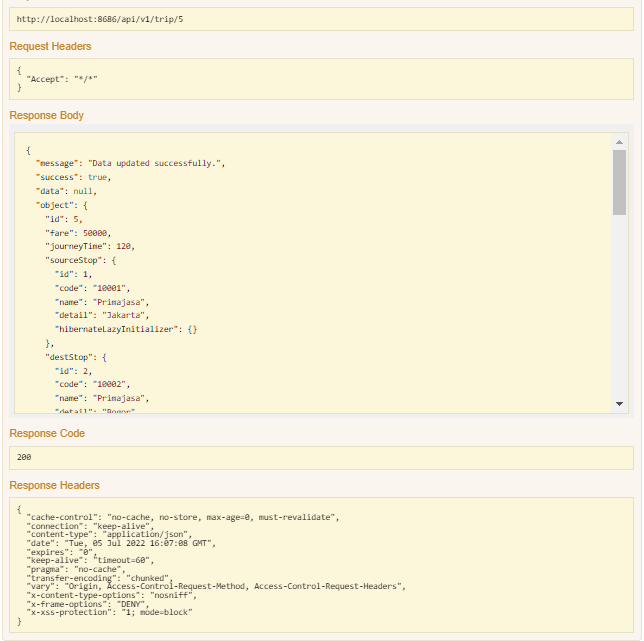 http://localhost:8686/api/v1/trip/5
Request Headers
{
  "Accept": "*/*"
}
Response Body
{
  "message": "Data updated successfully.",
  "success": true,
  "data": null,
  "object": {
    "id": 5,
    "fare": 50000,
    "journeyTime": 120,
    "sourceStop": {
      "id": 1,
      "code": "10001",
      "name": "Primajasa",
      "detail": "Jakarta",
      "hibernateLazyInitializer": {}
    },
    "destStop": {
      "id": 2,
      "code": "10002",
      "name": "Primajasa",
      "detail": "Bogor"
Response Code
200
Response Headers
{
  "cache-control": "no-cache, no-store, max-age=0, must-revalidate",
  "connection": "keep-alive",
  "content-type": "application/json",
  "date": "Tue, 05 Jul 2022 16:07:08 GMT",
  "expires": "0",
  "keep-alive": "timeout=60",
  "pragma": "no-cache",
  "transfer-encoding": "chunked",
  "vary": "Origin, Access-Control-Request-Method, Access-Control-Request-Headers",
  "x-content-type-options": "nosniff",
  "x-frame-options": "DENY",
  "x-xss-protection": "1; mode=block"
}